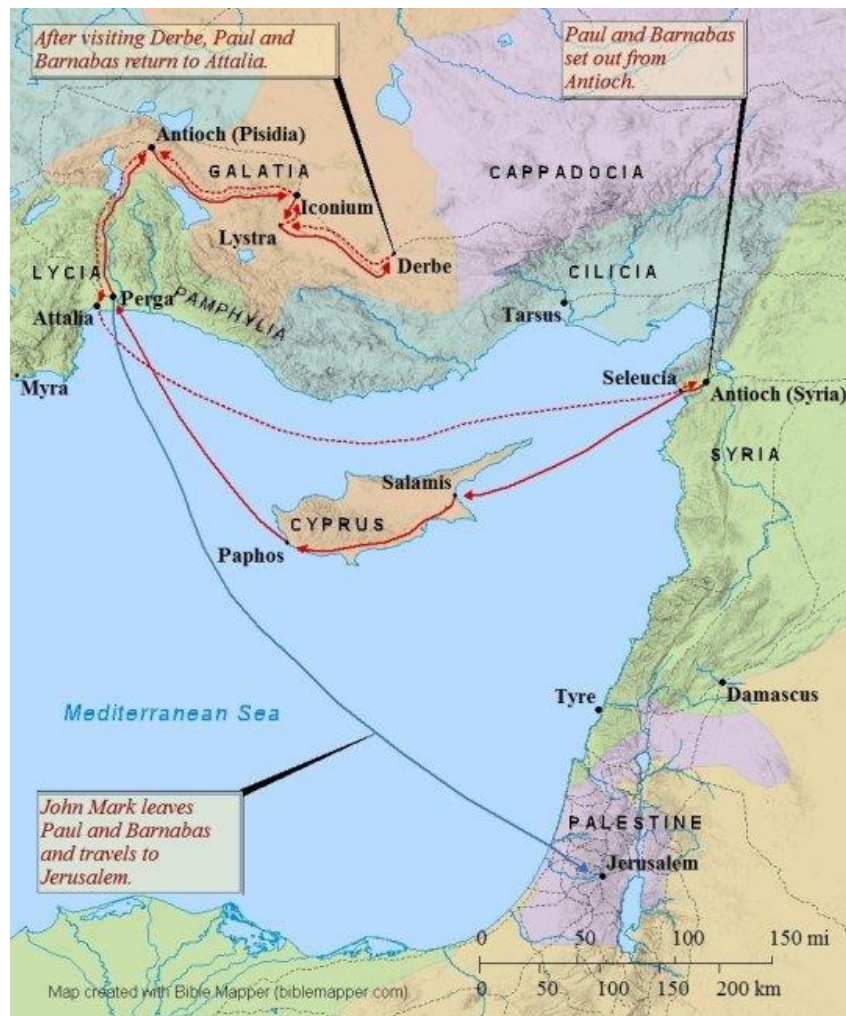 After visiting Derbe, Paul and
Barnabas return to Attalia.
Paul and Barnabas
set out from
Antioch.
Antioch (Pisidia)
GALATIA
CAPPADOCIA
Iconium
Lystra
Derbe
LYCIA
PAMPHYLIA
CILICIA
Perga
Attalia
Tarsus
Myra
Seleucia
Antioch (Syria)
SYRIA
Salamis
CYPRUS
Paphos
Tyre
Damascus
Mediterranean Sea
John Mark leaves
Paul and Barnabas
and travels to
Jerusalem.
PALESTINE
Jerusalem
0 50 100 150 mi
0 50 100 150 200 km
Map created with Bible Mapper (biblemapper.com)